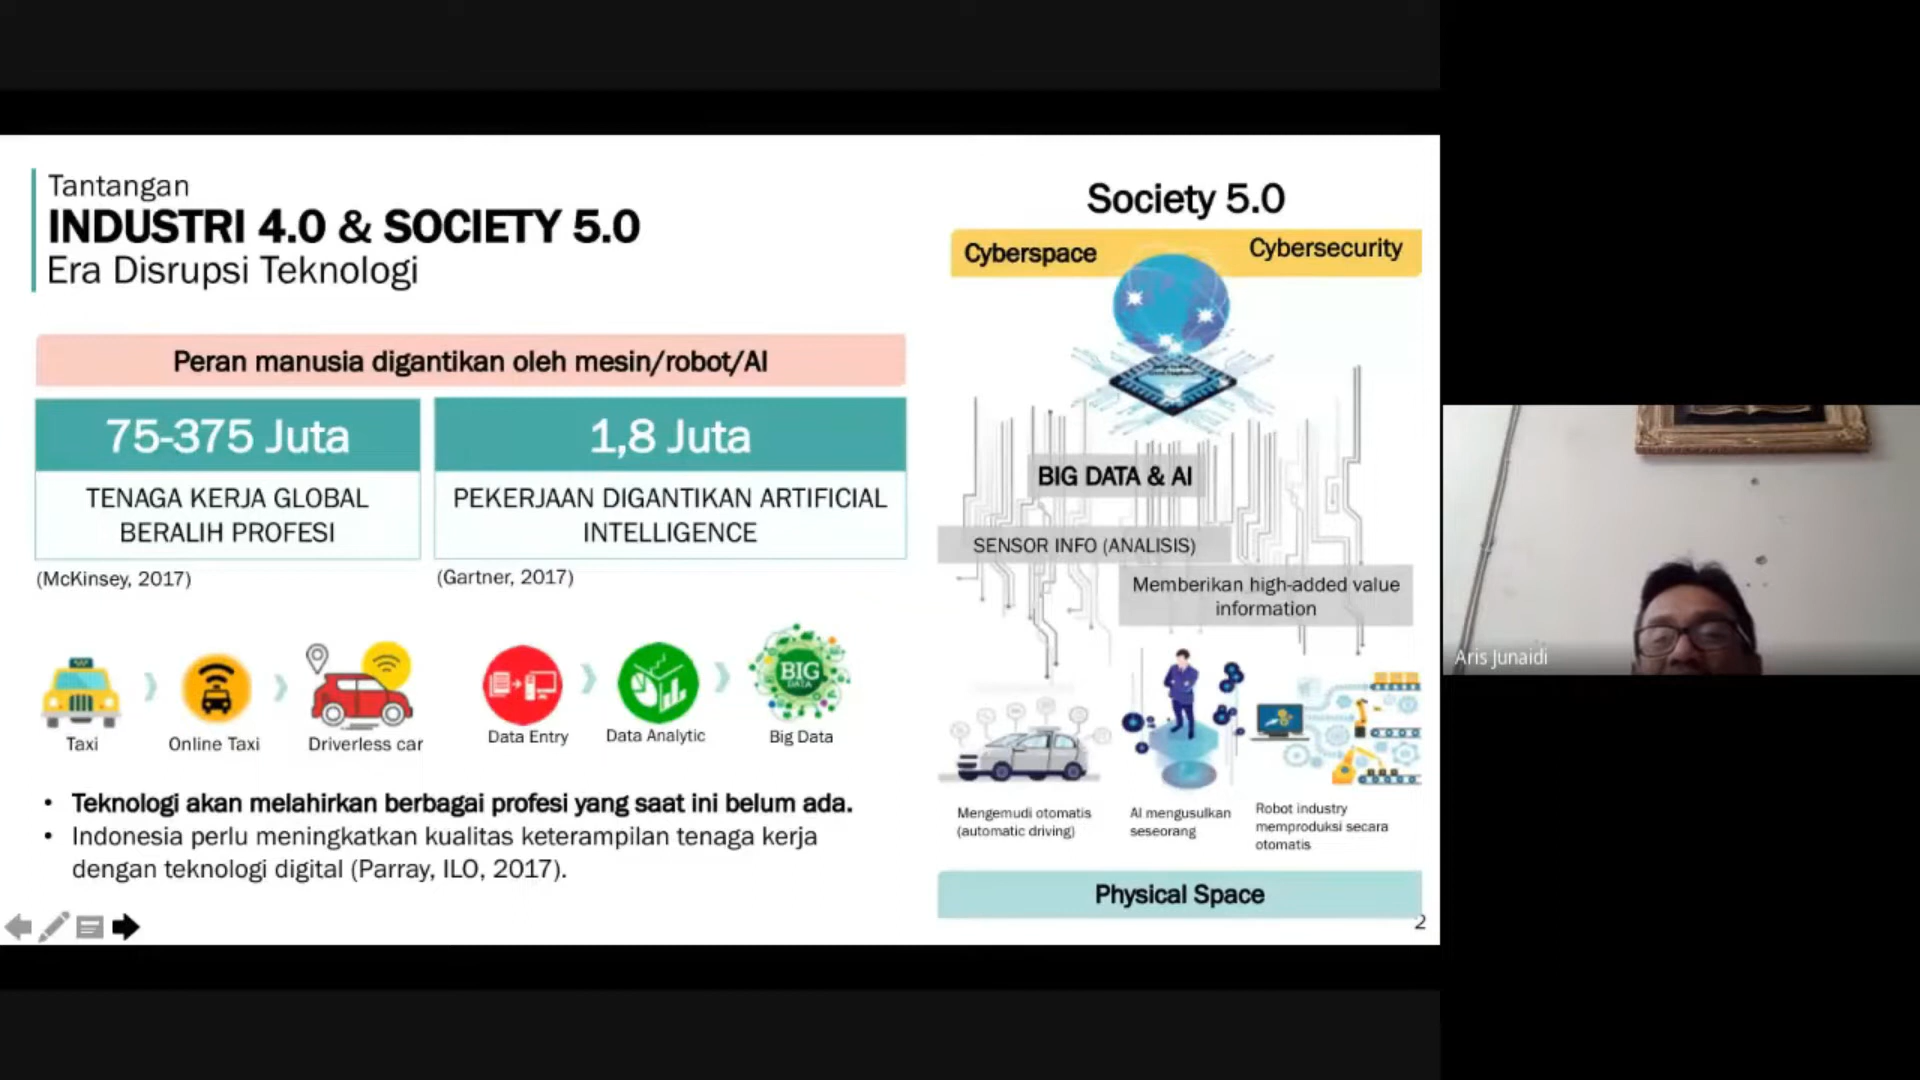 Tantangan
INDUSTRI 4.0 & SOCIETY 5.0
Era Disrupsi Teknologi
Peran manusia digantikan oleh mesin/robot/AI
75-375 Juta
TENAGA KERJA GLOBAL
BERALIH PROFESI
(McKinsey, 2017)
1,8 Juta
PEKERJAAN DIGANTIKAN ARTIFICIAL
INTELLIGENCE
(Gartner, 2017)
Taxi
Online Taxi
Driverless car
Data Entry
Data Analytic
BIG
DATA
Big Data
• Teknologi akan melahirkan berbagai profesi yang saat ini belum ada.
• Indonesia perlu meningkatkan kualitas keterampilan tenaga kerja
dengan teknologi digital (Parray, ILO, 2017).
Society 5.0
Cyberspace
Cybersecurity
BIG DATA & AI
SENSOR INFO (ANALISIS)
Memberikan high-added value
information
Mengemudi otomatis
(automatic driving)
AI mengusulkan
seseorang
Robot industry
memproduksi secara
otomatis
Physical Space
2
Aris Junaidi